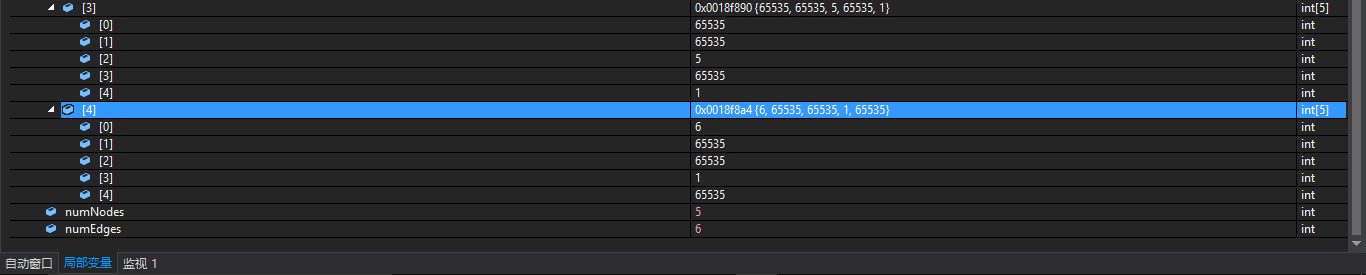 [3] 0x0018f890 {65535, 65535, 5, 65535, 1} int[5]
[0] 65535 int
[1] 65535 int
[2] 5 int
[3] 65535 int
[4] 1 int
[4] 0x0018f8a4 {6, 65535, 65535, 1, 65535} int[5]
[0] 6 int
[1] 65535 int
[2] 65535 int
[3] 1 int
[4] 65535 int
numNodes 5 int
numEdges 6 int
自动窗口 局部变量 监视 1